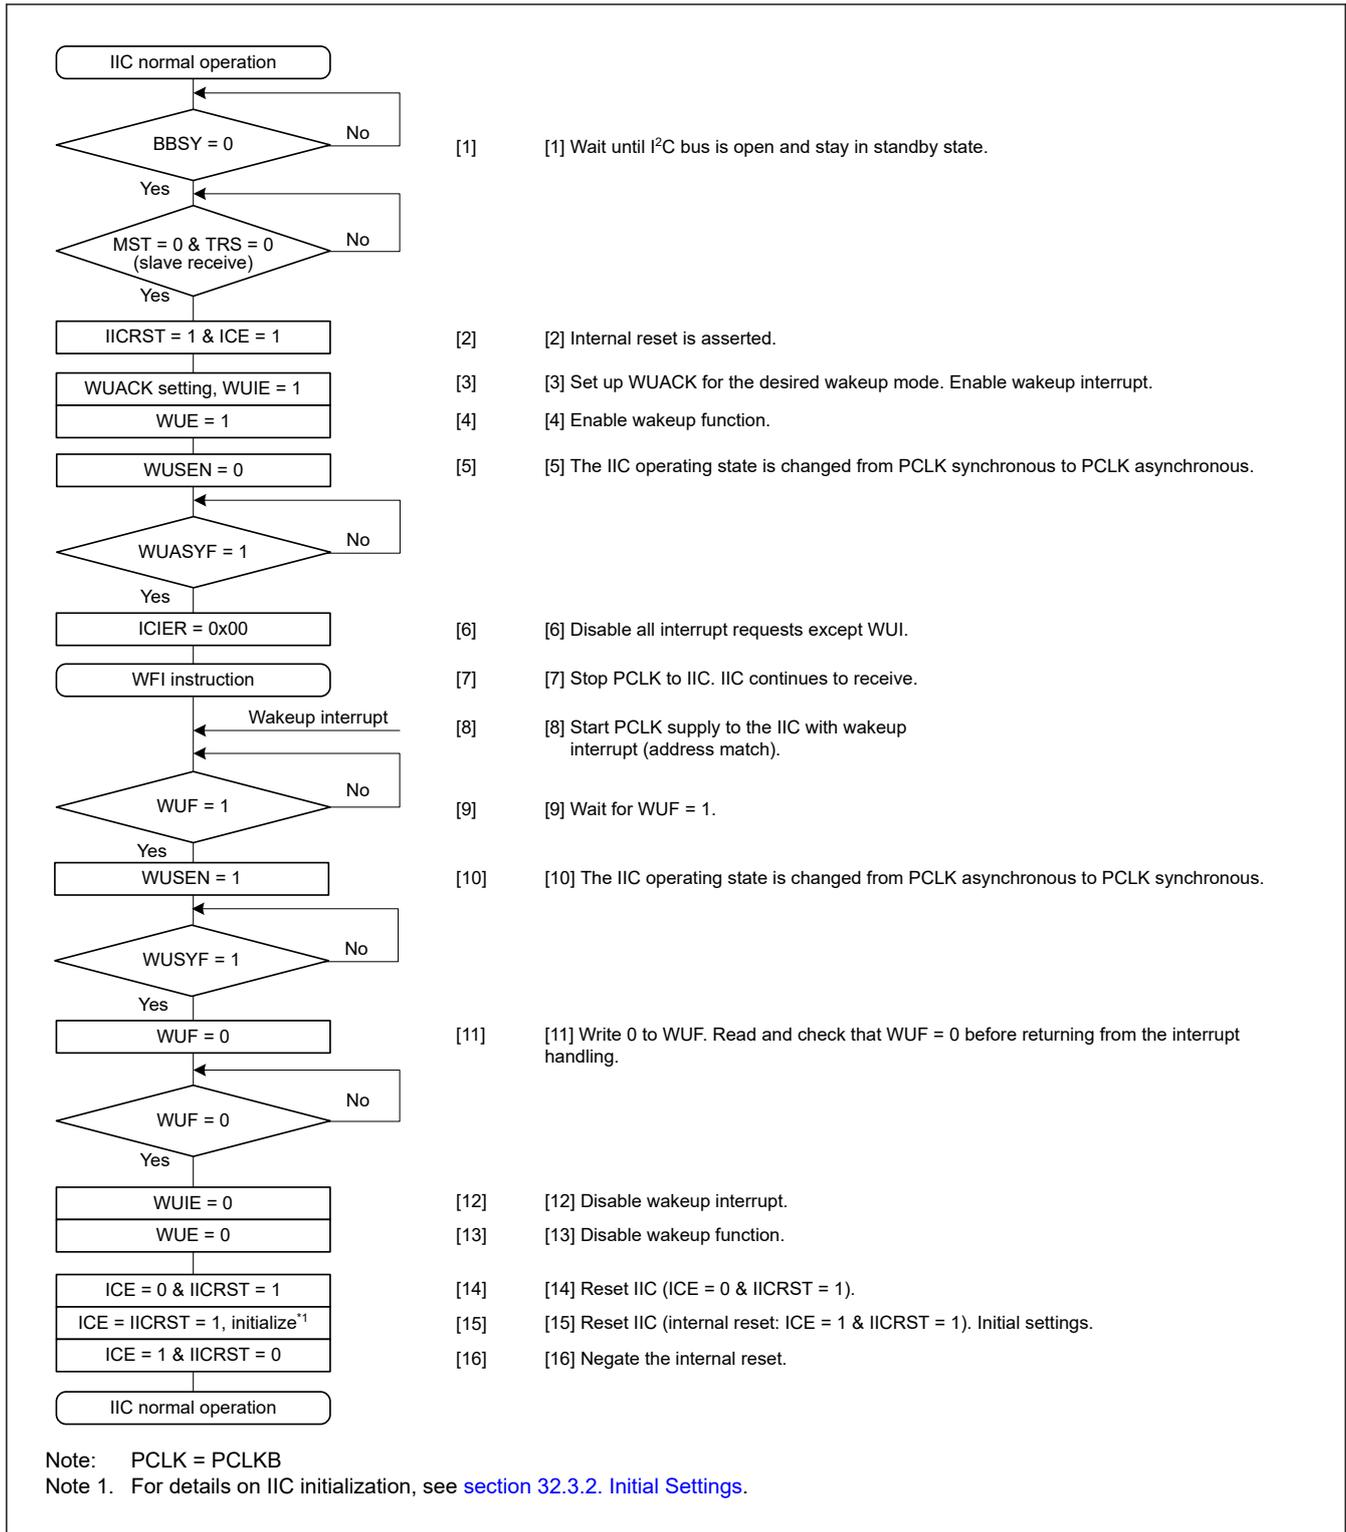 IIC normal operation
BBSY = 0
No
[1] [1] Wait until I²C bus is open and stay in standby state.
Yes
MST = 0 & TRS = 0
(slave receive)
No
Yes
IICRST = 1 & ICE = 1
[2] [2] Internal reset is asserted.
WUACK setting, WUIE = 1
[3] [3] Set up WUACK for the desired wakeup mode. Enable wakeup interrupt.
WUE = 1
[4] [4] Enable wakeup function.
WUSEN = 0
[5] [5] The IIC operating state is changed from PCLK synchronous to PCLK asynchronous.
WUASYF = 1
No
Yes
ICIER = 0x00
[6] [6] Disable all interrupt requests except WUI.
WFI instruction
[7] [7] Stop PCLK to IIC. IIC continues to receive.
Wakeup interrupt
[8] [8] Start PCLK supply to the IIC with wakeup
interrupt (address match).
WUF = 1
No
[9] [9] Wait for WUF = 1.
Yes
WUSEN = 1
[10] [10] The IIC operating state is changed from PCLK asynchronous to PCLK synchronous.
WUSYF = 1
No
Yes
WUF = 0
[11] [11] Write 0 to WUF. Read and check that WUF = 0 before returning from the interrupt
handling.
WUF = 0
No
Yes
WUIE = 0
[12] [12] Disable wakeup interrupt.
WUE = 0
[13] [13] Disable wakeup function.
ICE = 0 & IICRST = 1
[14] [14] Reset IIC (ICE = 0 & IICRST = 1).
ICE = IICRST = 1, initialize*1
[15] [15] Reset IIC (internal reset: ICE = 1 & IICRST = 1). Initial settings.
ICE = 1 & IICRST = 0
[16] [16] Negate the internal reset.
IIC normal operation
Note: PCLK = PCLKB
Note 1. For details on IIC initialization, see section 32.3.2. Initial Settings.